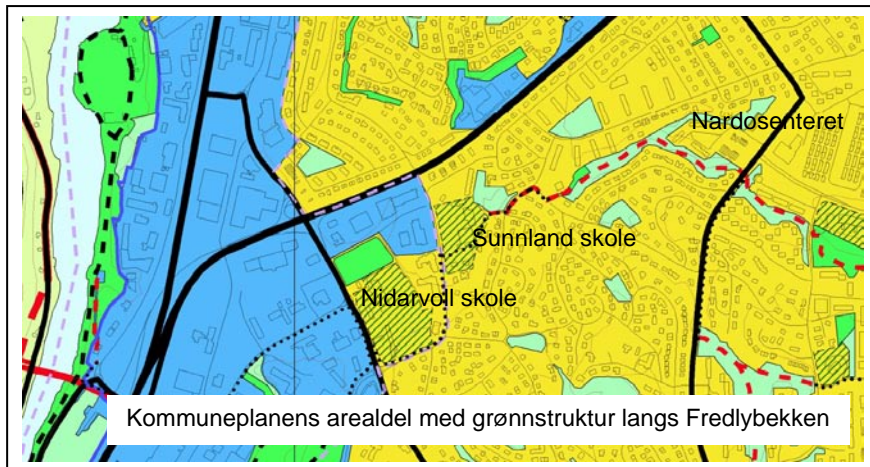 Nardosenteret
Sunnland skole
Nidarvoll skole
Kommuneplanens arealdel med grønnstruktur langs Fredlybekken